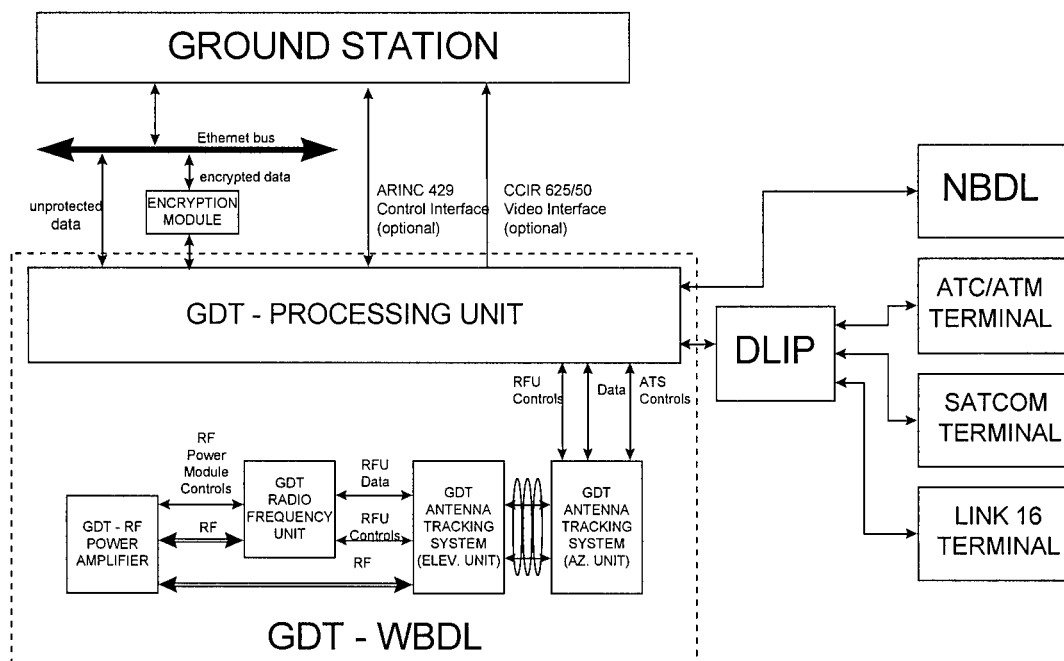 GROUND STATION
Ethernet bus
encrypted data
unprotected
data
ENCRYPTION
MODULE
ARINC 429
Control Interface
(optional)
CCIR 625/50
Video Interface
(optional)
NBDL
GDT - PROCESSING UNIT
ATC/ATM
TERMINAL
DLIP
SATCOM
TERMINAL
LINK 16
TERMINAL
RFU
Controls
Data
ATS
Controls
RF
Power
Module
Controls
GDT
RADIO
FREQUENCY
UNIT
RFU
Data
RFU
Controls
GDT
ANTENNA
TRACKING
SYSTEM
(ELEV. UNIT)
GDT
ANTENNA
TRACKING
SYSTEM
(AZ. UNIT)
GDT - RF
POWER
AMPLIFIER
RF
RF
GDT - WBDL